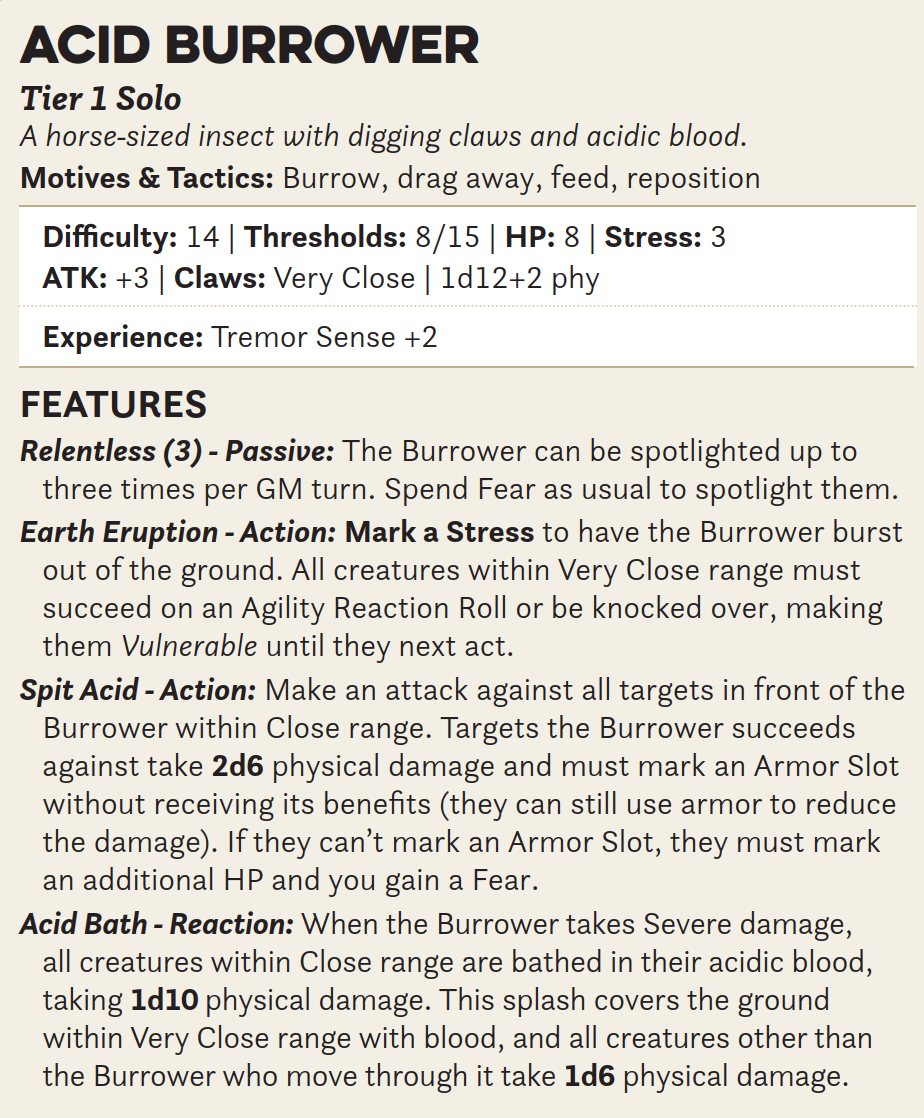 ACID BURROWER
Tier 1 Solo
A horse-sized insect with digging claws and acidic blood.
Motives & Tactics: Burrow, drag away, feed, reposition
Difficulty: 14 | Thresholds: 8/15 | HP: 8 | Stress: 3
ATK: +3 | Claws: Very Close | 1d12+2 phy
Experience: Tremor Sense +2
FEATURES
Relentless (3) - Passive: The Burrower can be spotlighted up to
three times per GM turn. Spend Fear as usual to spotlight them.
Earth Eruption - Action: Mark a Stress to have the Burrower burst
out of the ground. All creatures within Very Close range must
succeed on an Agility Reaction Roll or be knocked over, making
them Vulnerable until they next act.
Spit Acid - Action: Make an attack against all targets in front of the
Burrower within Close range. Targets the Burrower succeeds
against take 2d6 physical damage and must mark an Armor Slot
without receiving its benefits (they can still use armor to reduce
the damage). If they can’t mark an Armor Slot, they must mark
an additional HP and you gain a Fear.
Acid Bath - Reaction: When the Burrower takes Severe damage,
all creatures within Close range are bathed in their acidic blood,
taking 1d10 physical damage. This splash covers the ground
within Very Close range with blood, and all creatures other than
the Burrower who move through it take 1d6 physical damage.